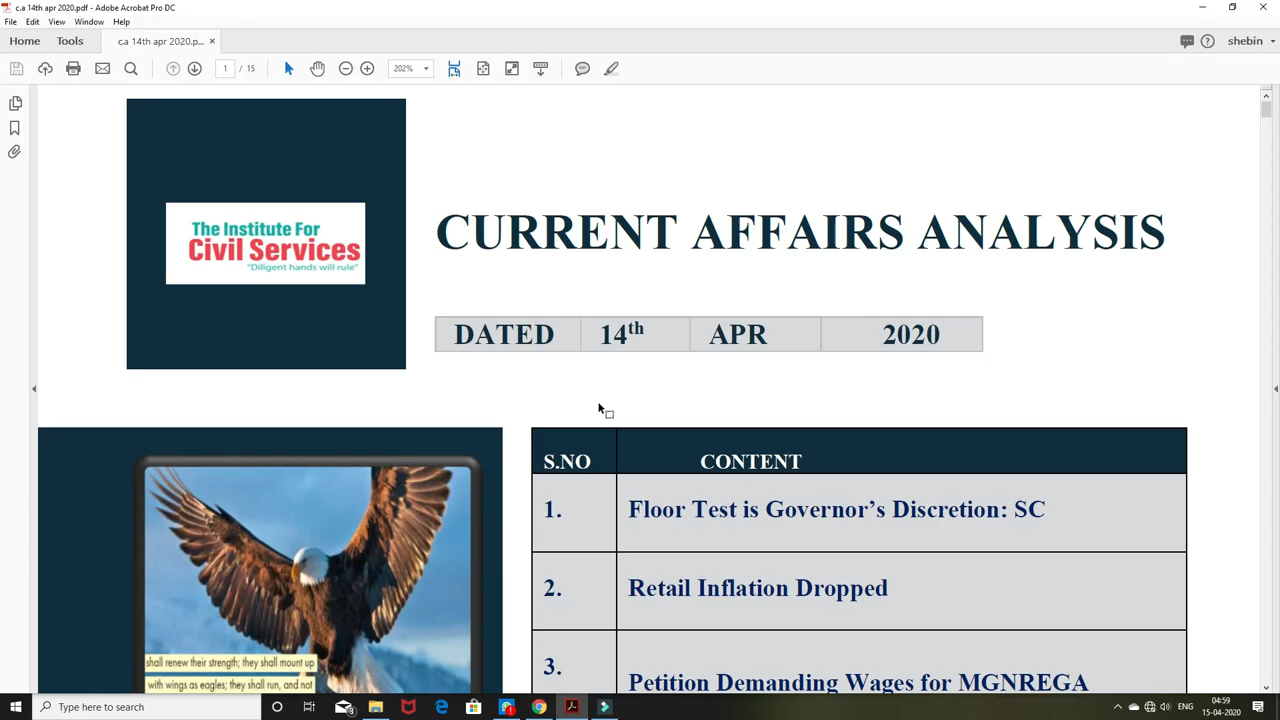 c.a 14th apr 2020.pdf - Adobe Acrobat Pro DC
File Edit View Window Help
Home Tools c.a 14th apr 2020.p... × shebin
1 / 15 202%
The Institute For
Civil Services
"Diligent hands will rule"
CURRENT AFFAIRS ANALYSIS
DATED 14th APR 2020
S.NO CONTENT
1. Floor Test is Governor's Discretion: SC
2. Retail Inflation Dropped
3. Petition Demanding Wages for MGNREGA
shall renew their strength; they shall mount up
with wings as eagles; they shall run, and not
Type here to search
04:59
15-04-2020